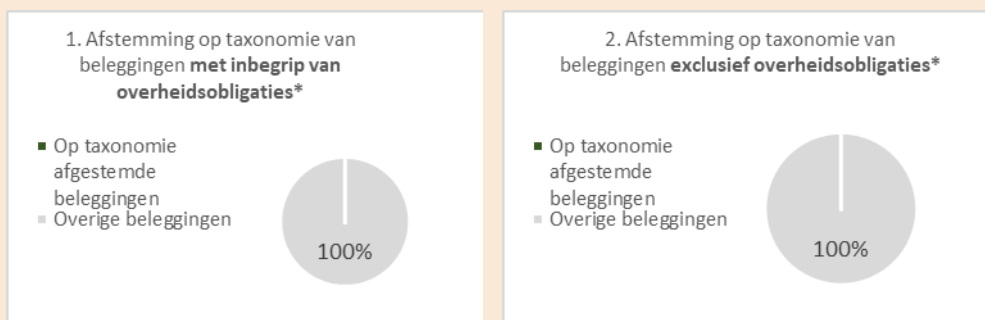 1. Afstemming op taxonomie van
beleggingen met inbegrip van
overheidsobligaties*
Op taxonomie
afgestemde
beleggingen
Overige beleggingen
100%
2. Afstemming op taxonomie van
beleggingen exclusief overheidsobligaties*
Op taxonomie
afgestemde
beleggingen
Overige beleggingen
100%